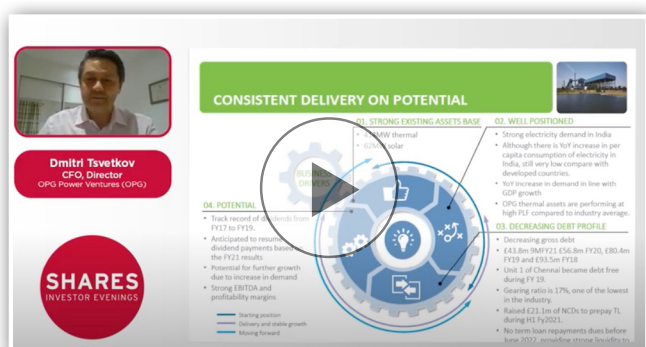 CONSISTENT DELIVERY ON POTENTIAL
Dmitri Tsvetkov
CFO, Director
OPG Power Ventures (OPG)
SHARES
INVESTOR EVENINGS
01. STRONG EXISTING ASSETS BASE
thermal
62MW solar
BUSINESS
DRIVERS
02. WELL POSITIONED
• Strong electricity demand in India
• Although there is YoY increase in per
capita consumption of electricity in
India, still very low compare with
developed countries.
• YoY increase in demand in line with
GDP growth
• OPG thermal assets are performing at
high PLF compared to industry average.
03. DECREASING DEBT PROFILE
• Decreasing gross debt
• £43.8m 9MFY21 £56.8m FY20, £80.4m
FY19 and £93.5m FY18
• Unit 1 of Chennai became debt free
during FY 19.
• Gearing ratio is 17%, one of the lowest
in the industry.
• Raised £21.1m of NCDs to prepay TL
during H1 Fy2021.
• No term loan repayments due before
June 2022, providing strong liquidity to
04. POTENTIAL
• Track record of dividends from
FY17 to FY19.
• Anticipated to resume
dividend payments based on
the FY21 results
• Potential for further growth
due to increase in demand
• Strong EBITDA and
profitability margins
Starting position
Delivery and stable growth
Moving forward